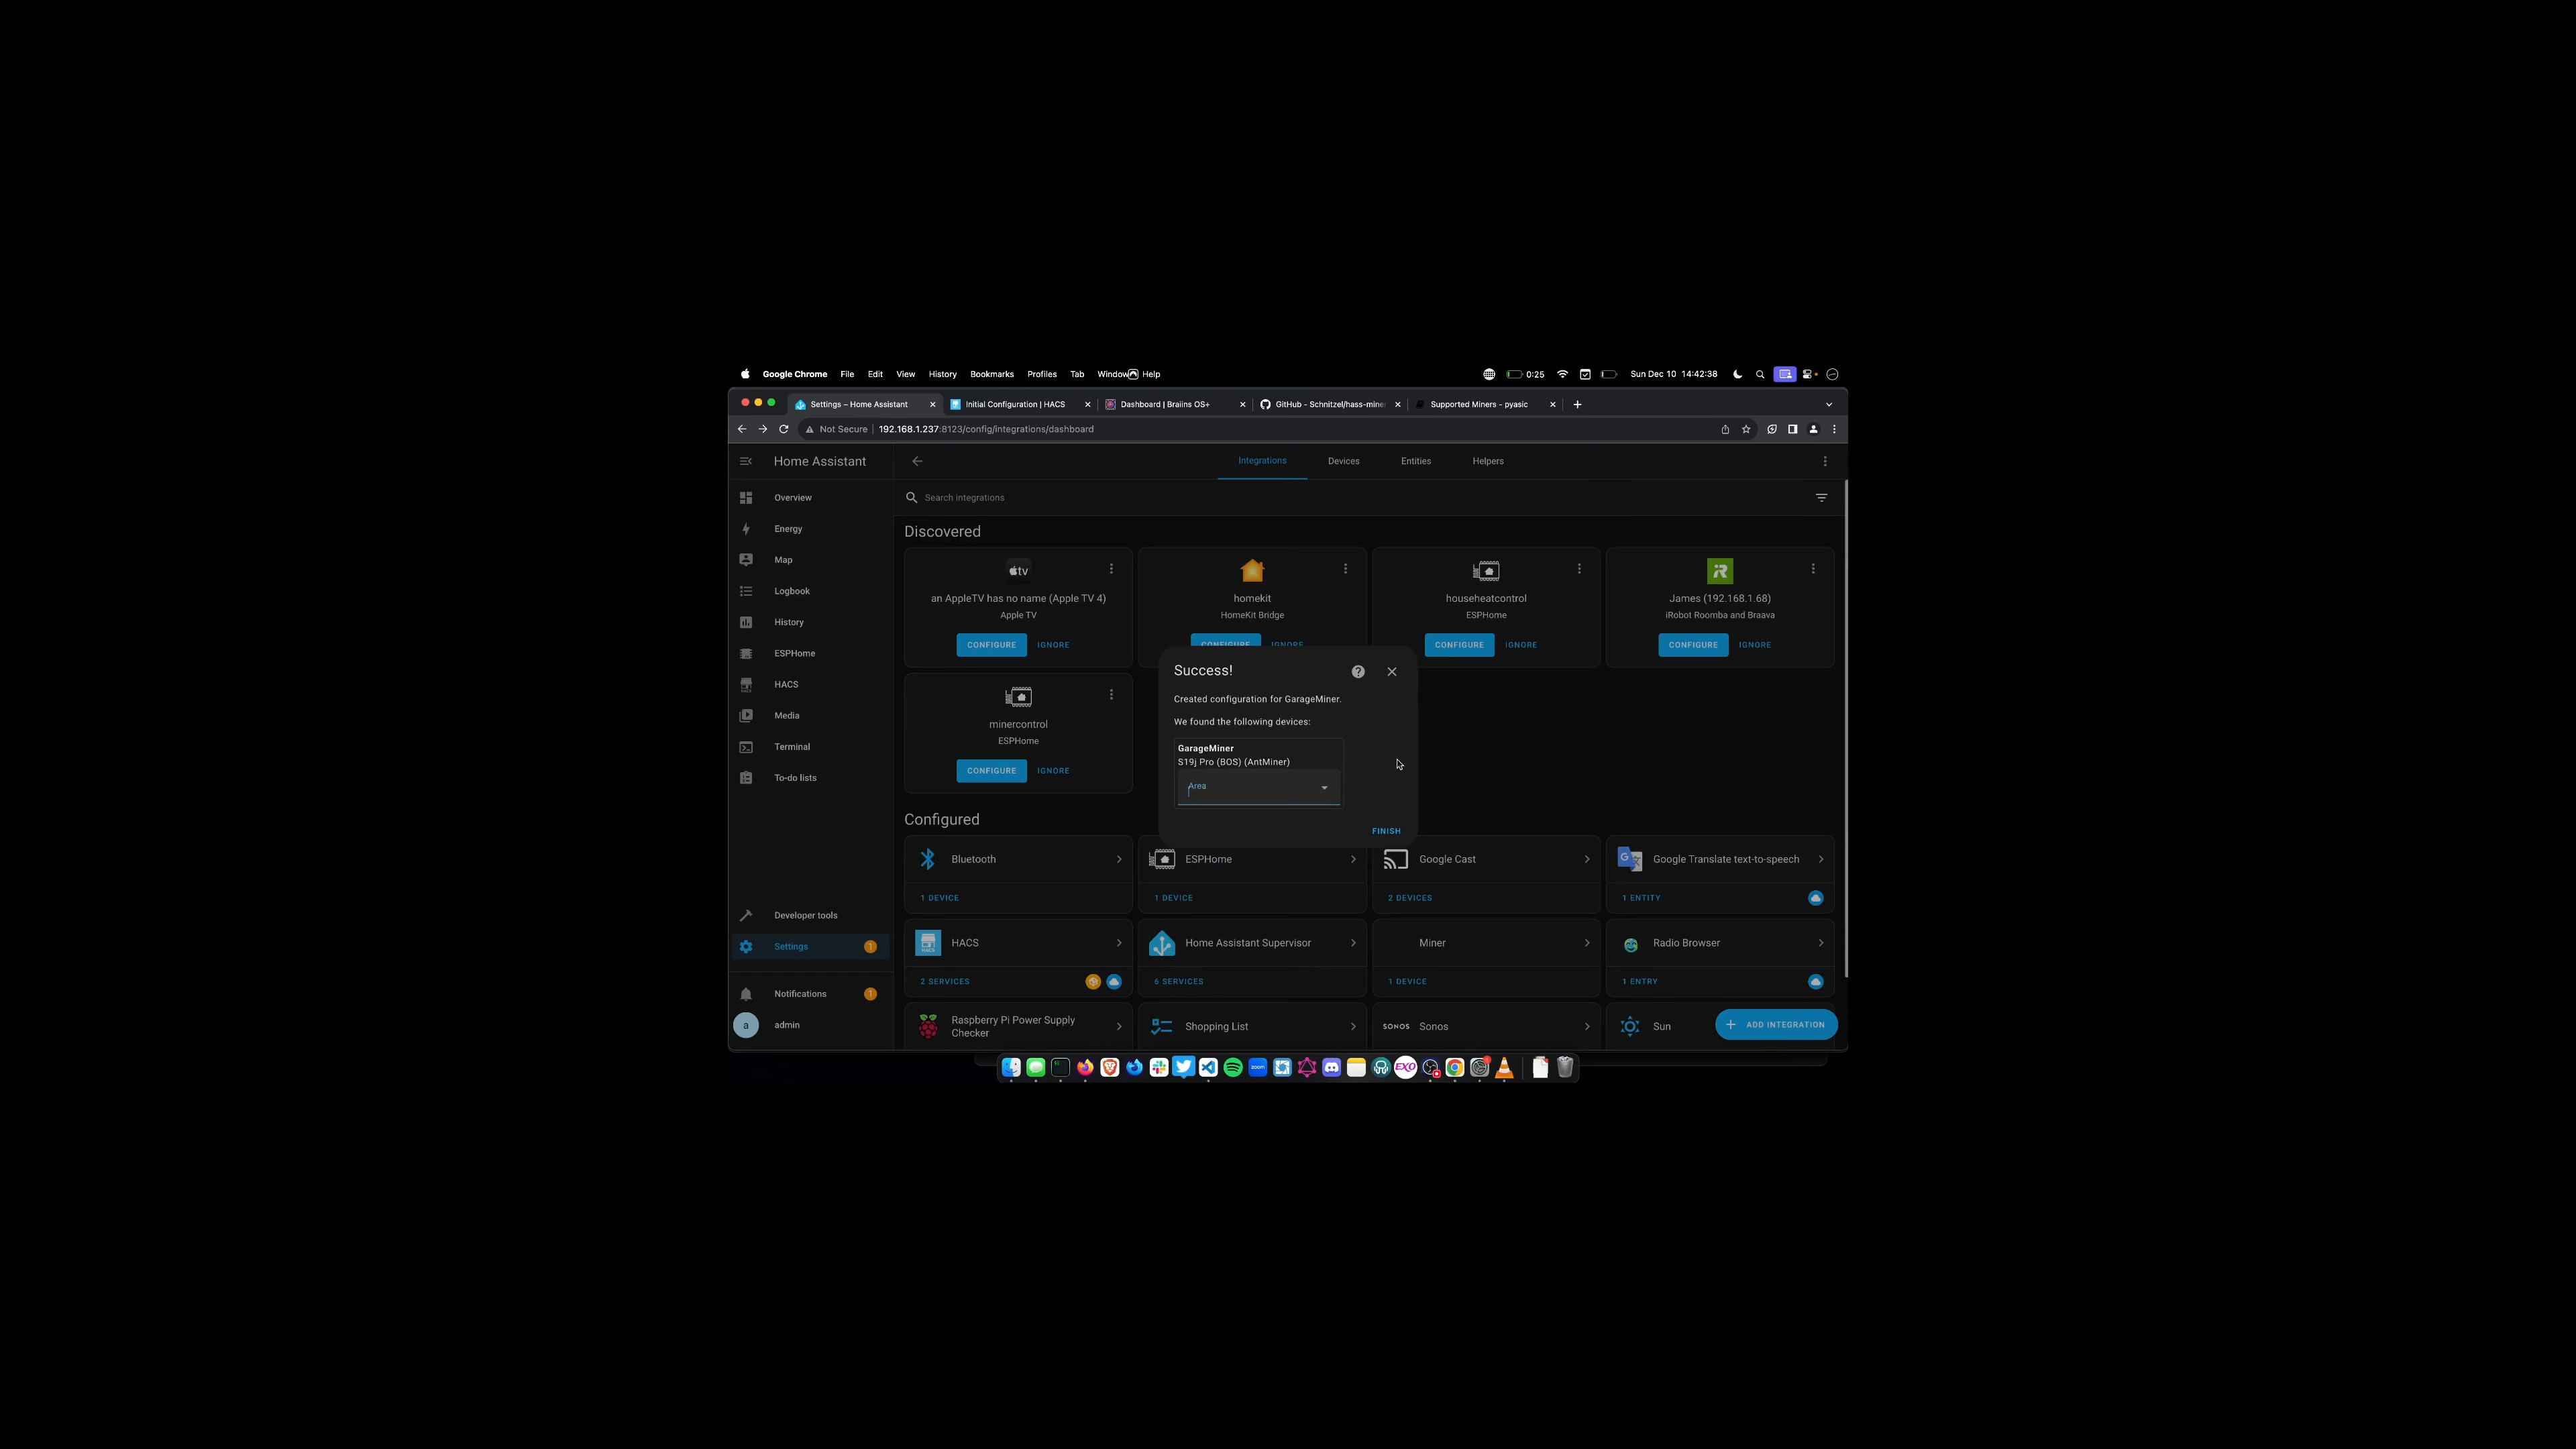 Google Chrome File Edit View History Bookmarks Profiles Tab Window Help 0:25 Sun Dec 10 14:42:38
Settings – Home Assistant Initial Configuration | HACS Dashboard | Braiins OS+ GitHub - Schnitzel/hass-mine Supported Miners - pyasic
Not Secure 192.168.1.237:8123/config/integrations/dashboard
Home Assistant
Integrations Devices Entities Helpers
Overview
Energy
Map
Logbook
History
ESPHome
HACS
Media
Terminal
To-do lists
Developer tools
Settings 1
Notifications 1
a admin
Search integrations
Discovered
tv
an AppleTV has no name (Apple TV 4)
Apple TV
CONFIGURE IGNORE
homekit
HomeKit Bridge
CONFIGURE IGNORE
househeatcontrol
ESPHome
CONFIGURE IGNORE
James (192.168.1.68)
iRobot Roomba and Braava
CONFIGURE IGNORE
minercontrol
ESPHome
CONFIGURE IGNORE
Success!
Created configuration for GarageMiner.
We found the following devices:
GarageMiner
S19j Pro (BOS) (AntMiner)
Area
FINISH
Configured
Bluetooth
1 DEVICE
ESPHome
1 DEVICE
Google Cast
2 DEVICES
Google Translate text-to-speech
1 ENTITY
HACS
HACS
2 SERVICES
Home Assistant Supervisor
6 SERVICES
Miner
1 DEVICE
Radio Browser
1 ENTRY
Raspberry Pi Power Supply
Checker
Shopping List
SONOS Sonos
Sun
ADD INTEGRATION
zoom
EXO